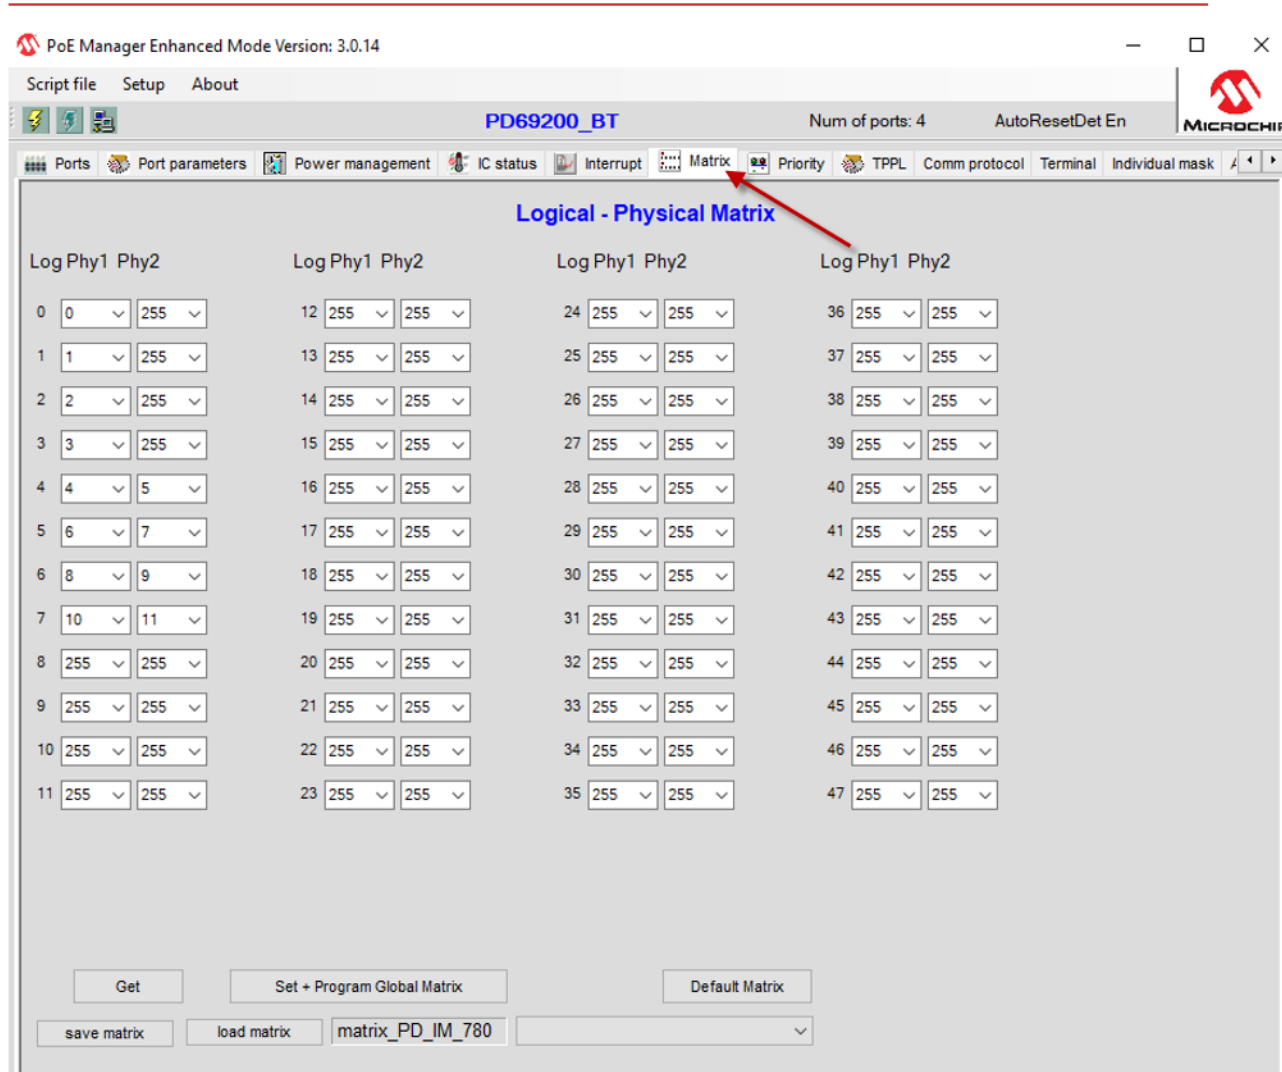 PoE Manager Enhanced Mode Version: 3.0.14
Script file Setup About
PD69200_BT Num of ports: 4 AutoResetDet En MICROCHIP
Ports Port parameters Power management IC status Interrupt Matrix Priority TPPL Comm protocol Terminal Individual mask
Logical - Physical Matrix
Log Phy1 Phy2 Log Phy1 Phy2 Log Phy1 Phy2 Log Phy1 Phy2
0 0 255 12 255 255 24 255 255 36 255 255
1 1 255 13 255 255 25 255 255 37 255 255
2 2 255 14 255 255 26 255 255 38 255 255
3 3 255 15 255 255 27 255 255 39 255 255
4 4 5 16 255 255 28 255 255 40 255 255
5 6 7 17 255 255 29 255 255 41 255 255
6 8 9 18 255 255 30 255 255 42 255 255
7 10 11 19 255 255 31 255 255 43 255 255
8 255 255 20 255 255 32 255 255 44 255 255
9 255 255 21 255 255 33 255 255 45 255 255
10 255 255 22 255 255 34 255 255 46 255 255
11 255 255 23 255 255 35 255 255 47 255 255
Get Set + Program Global Matrix Default Matrix
save matrix load matrix matrix_PD_IM_780